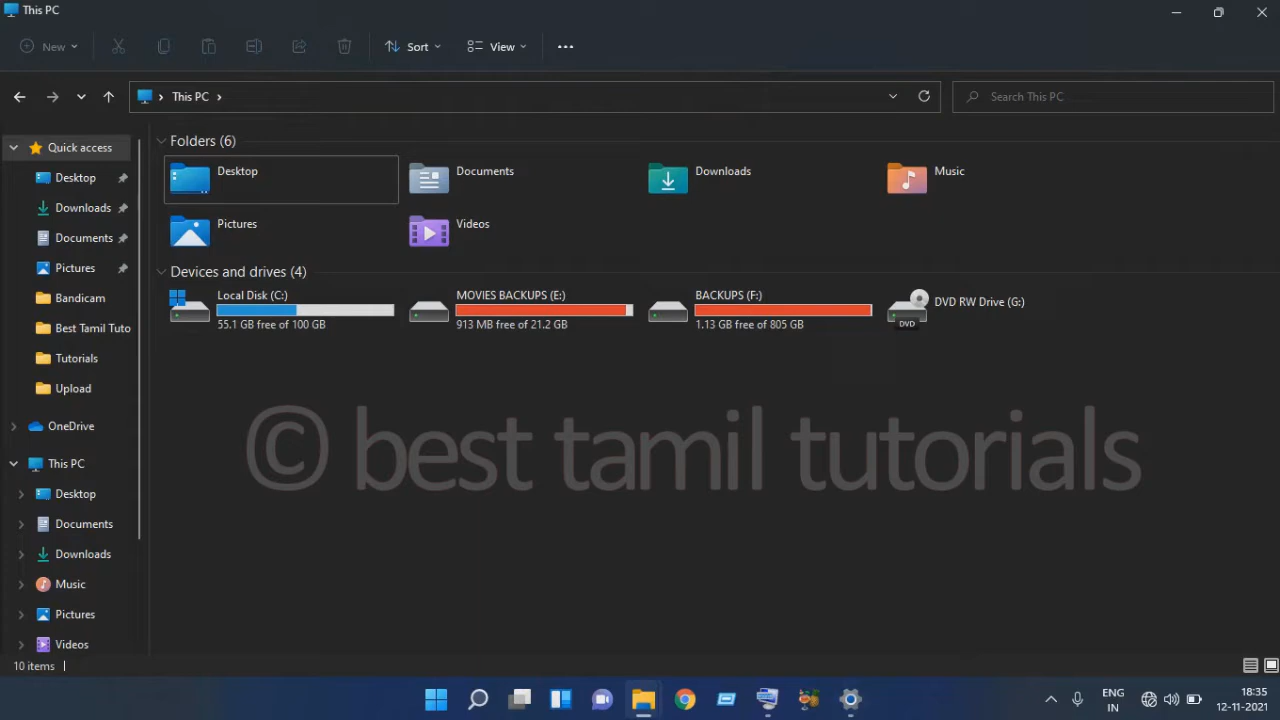 This PC
New
Sort
View
This PC
Search This PC
Quick access
Desktop
Downloads
Documents
Pictures
Bandicam
Best Tamil Tuto
Tutorials
Upload
OneDrive
This PC
Desktop
Documents
Downloads
Music
Pictures
Videos
Folders (6)
Desktop
Documents
Downloads
Music
Pictures
Videos
Devices and drives (4)
Local Disk (C:)
55.1 GB free of 100 GB
MOVIES BACKUPS (E:)
913 MB free of 21.2 GB
BACKUPS (F:)
1.13 GB free of 805 GB
DVD RW Drive (G:)
DVD
© best tamil tutorials
10 items
ENG
IN
18:35
12-11-2021